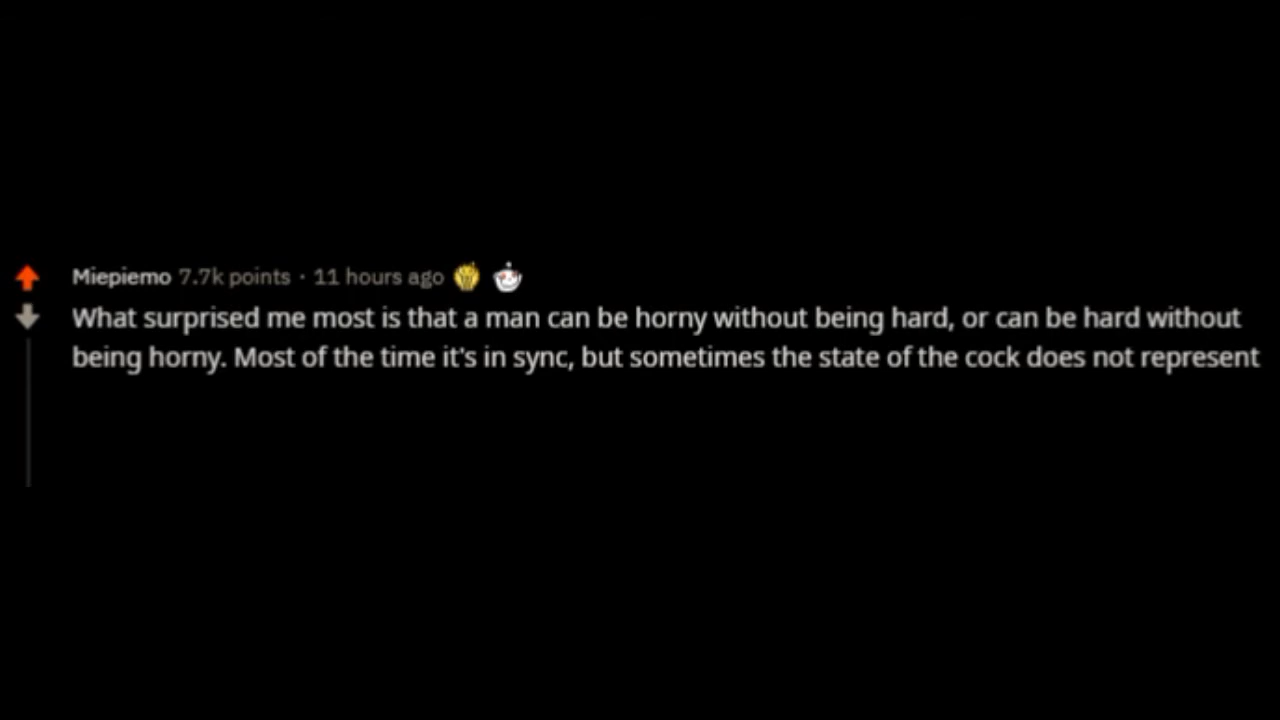 Miepiemo 7.7k points · 11 hours ago
What surprised me most is that a man can be horny without being hard, or can be hard without
being horny. Most of the time it's in sync, but sometimes the state of the cock does not represent